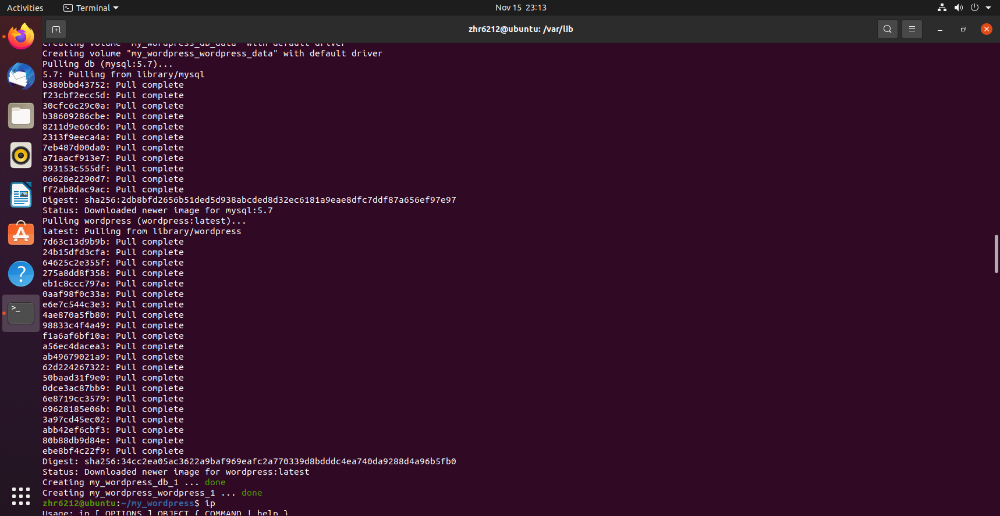 Activities
Terminal
Nov 15 23:13
zhr6212@ubuntu: /var/lib
Creating volume "my_wordpress_db_data" with default driver
Creating volume "my_wordpress_wordpress_data" with default driver
Pulling db (mysql:5.7)...
5.7: Pulling from library/mysql
b380bbd43752: Pull complete
f23cbf2ecc5d: Pull complete
30cfc6c29c0a: Pull complete
b38609286cbe: Pull complete
8211d9e66cd6: Pull complete
2313f9eeca4a: Pull complete
7eb487d00da0: Pull complete
a71aacf913e7: Pull complete
393153c555df: Pull complete
06628e2290d7: Pull complete
ff2ab8dac9ac: Pull complete
Digest: sha256:2db8bfd2656b51ded5d938abcded8d32ec6181a9eae8dfc7ddf87a656ef97e97
Status: Downloaded newer image for mysql:5.7
Pulling wordpress (wordpress:latest)...
latest: Pulling from library/wordpress
7d63c13d9b9b: Pull complete
24b15dfd3cfa: Pull complete
64625c2e355f: Pull complete
275a8dd8f358: Pull complete
eb1c8ccc797a: Pull complete
0aaf98f0c33a: Pull complete
e6e7c544c3e3: Pull complete
4ae870a5fb80: Pull complete
98833c4f4a49: Pull complete
f1a6af6bf10a: Pull complete
a56ec4dacea3: Pull complete
ab49679021a9: Pull complete
62d224267322: Pull complete
50baad31f9e0: Pull complete
0dce3ac87bb9: Pull complete
6e8719cc3579: Pull complete
69628185e06b: Pull complete
3a97cd45ec02: Pull complete
abb42ef6cbf3: Pull complete
80b88db9d84e: Pull complete
ebe8bf4c22f9: Pull complete
Digest: sha256:34cc2ea05ac3622a9baf969eafc2a770339d8bdddc4ea740da9288d4a96b5fb0
Status: Downloaded newer image for wordpress:latest
Creating my_wordpress_db_1 ... done
Creating my_wordpress_wordpress_1 ... done
zhr6212@ubuntu:~/my_wordpress$ ip
Usage: ip [ OPTIONS ] OBJECT { COMMAND | help }